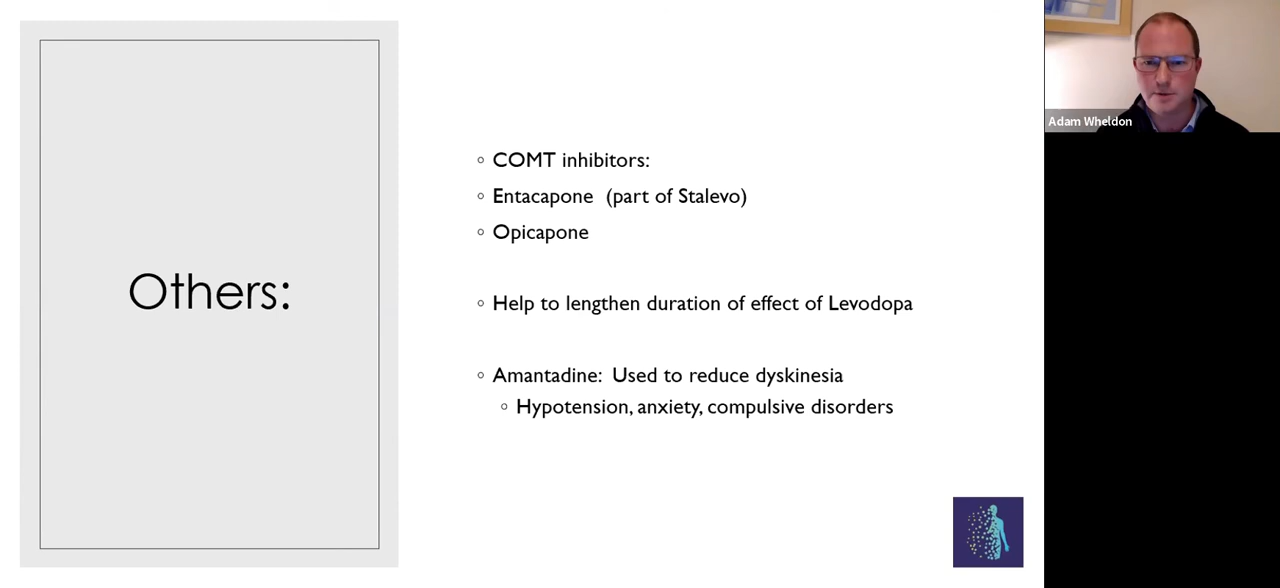 Others:
COMT inhibitors:
Entacapone (part of Stalevo)
Opicapone
Help to lengthen duration of effect of Levodopa
Amantadine: Used to reduce dyskinesia
Hypotension, anxiety, compulsive disorders
Adam Wheldon